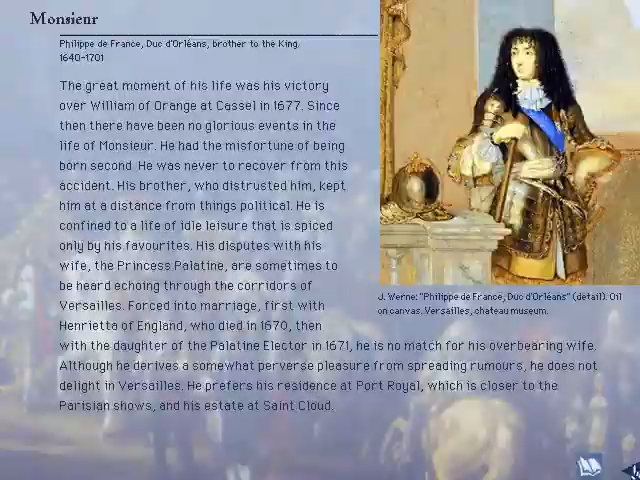 Monsieur
Philippe de France, Duc d'Orléans, brother to the King.
1640-1701
The great moment of his life was his victory
over William of Orange at Cassel in 1677. Since
then there have been no glorious events in the
life of Monsieur. He had the misfortune of being
born second. He was never to recover from this
accident. His brother, who distrusted him, kept
him at a distance from things political. He is
confined to a life of idle leisure that is spiced
only by his favourites. His disputes with his
wife, the Princess Palatine, are sometimes to
be heard echoing through the corridors of
Versailles. Forced into marriage, first with
Henrietta of England, who died in 1670, then
with the daughter of the Palatine Elector in 1671, he is no match for his overbearing wife.
Although he derives a somewhat perverse pleasure from spreading rumours, he does not
delight in Versailles. He prefers his residence at Port Royal, which is closer to the
Parisian shows, and his estate at Saint Cloud.
J. Werne: "Philippe de France, Duc d'Orléans" (detail). Oil
on canvas. Versailles, chateau museum.